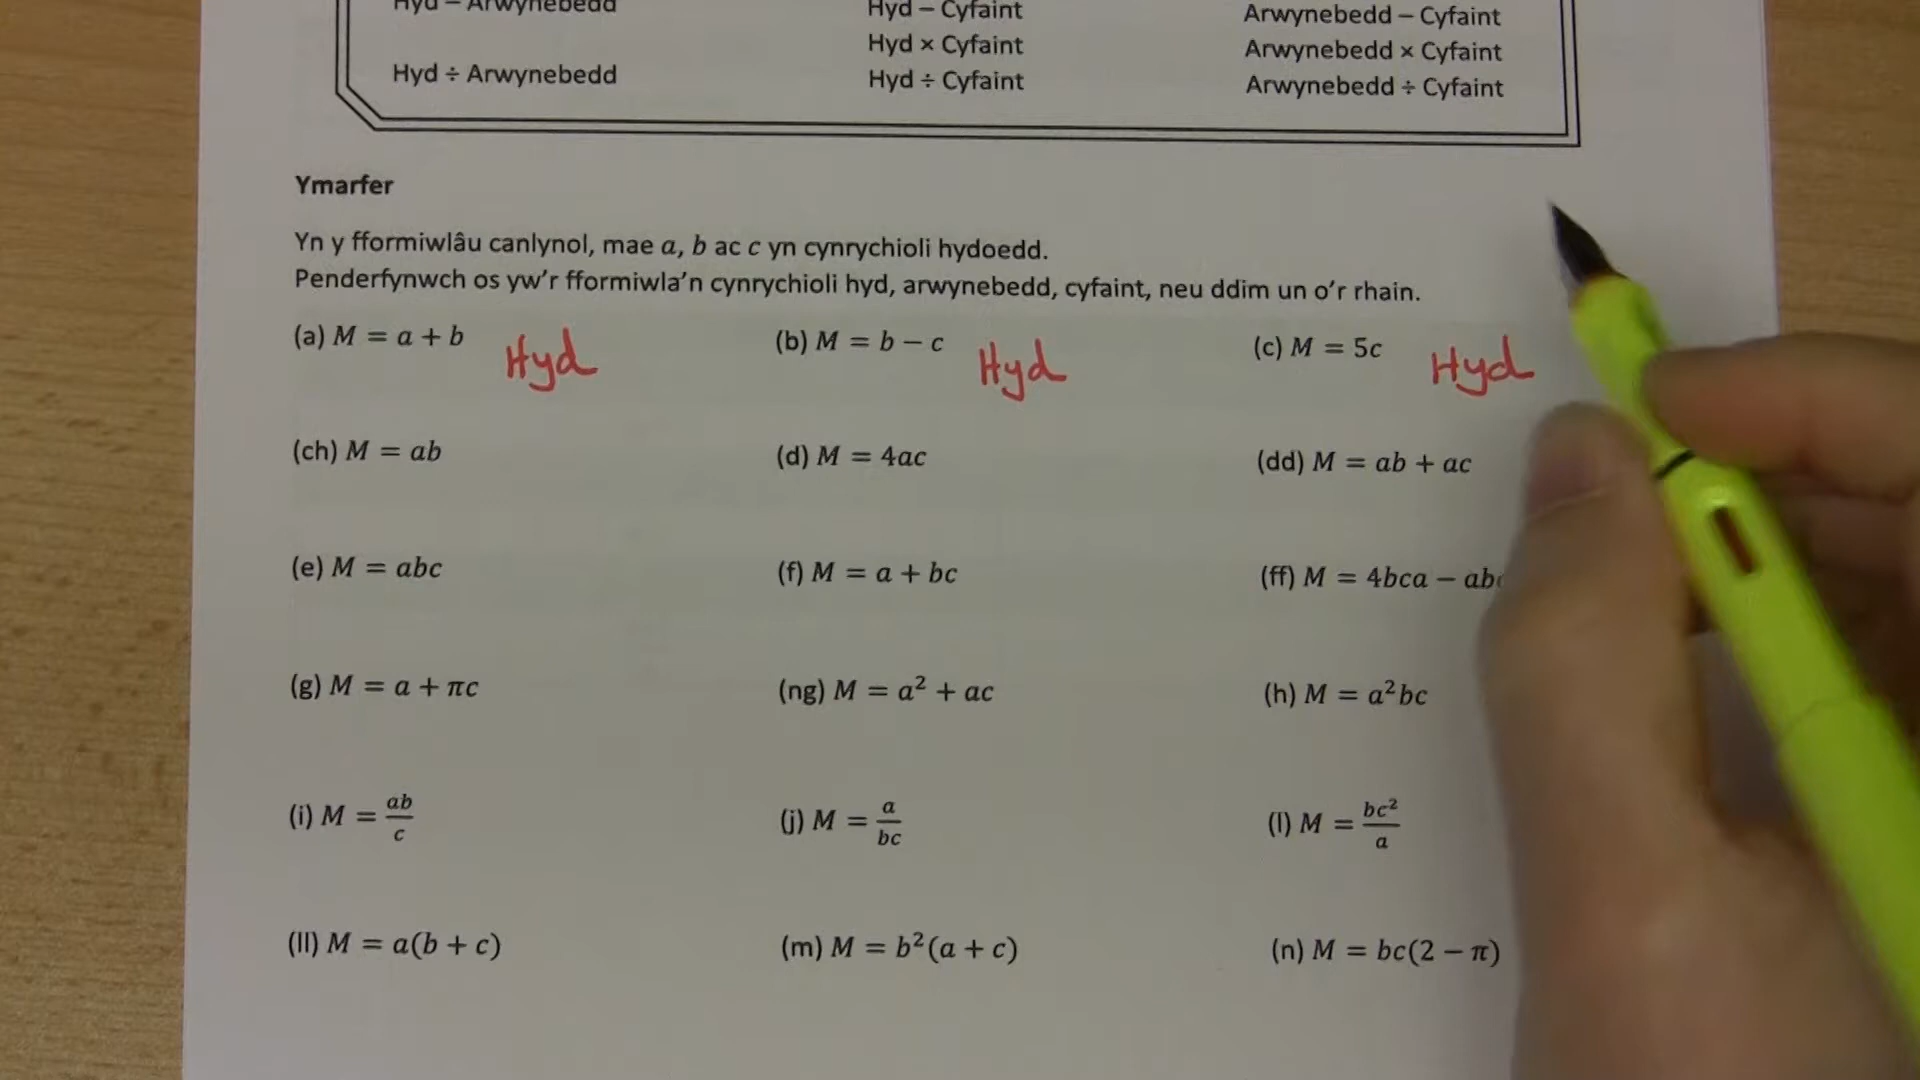 Hyd – Arwynebedd Hyd – Cyfaint Arwynebedd – Cyfaint
Hyd × Cyfaint Arwynebedd × Cyfaint
Hyd ÷ Arwynebedd Hyd ÷ Cyfaint Arwynebedd ÷ Cyfaint
Ymarfer
Yn y fformiwlâu canlynol, mae a, b ac c yn cynrychioli hydoedd.
Penderfynwch os yw'r fformiwla'n cynrychioli hyd, arwynebedd, cyfaint, neu ddim un o'r rhain.
(a) M = a + b Hyd (b) M = b − c Hyd (c) M = 5c Hyd
(ch) M = ab (d) M = 4ac (dd) M = ab + ac
(e) M = abc (f) M = a + bc (ff) M = 4bca − ab
(g) M = a + πc (ng) M = a² + ac (h) M = a²bc
(i) M = ab/c (j) M = a/bc (l) M = bc²/a
(ll) M = a(b + c) (m) M = b²(a + c) (n) M = bc(2 − π)